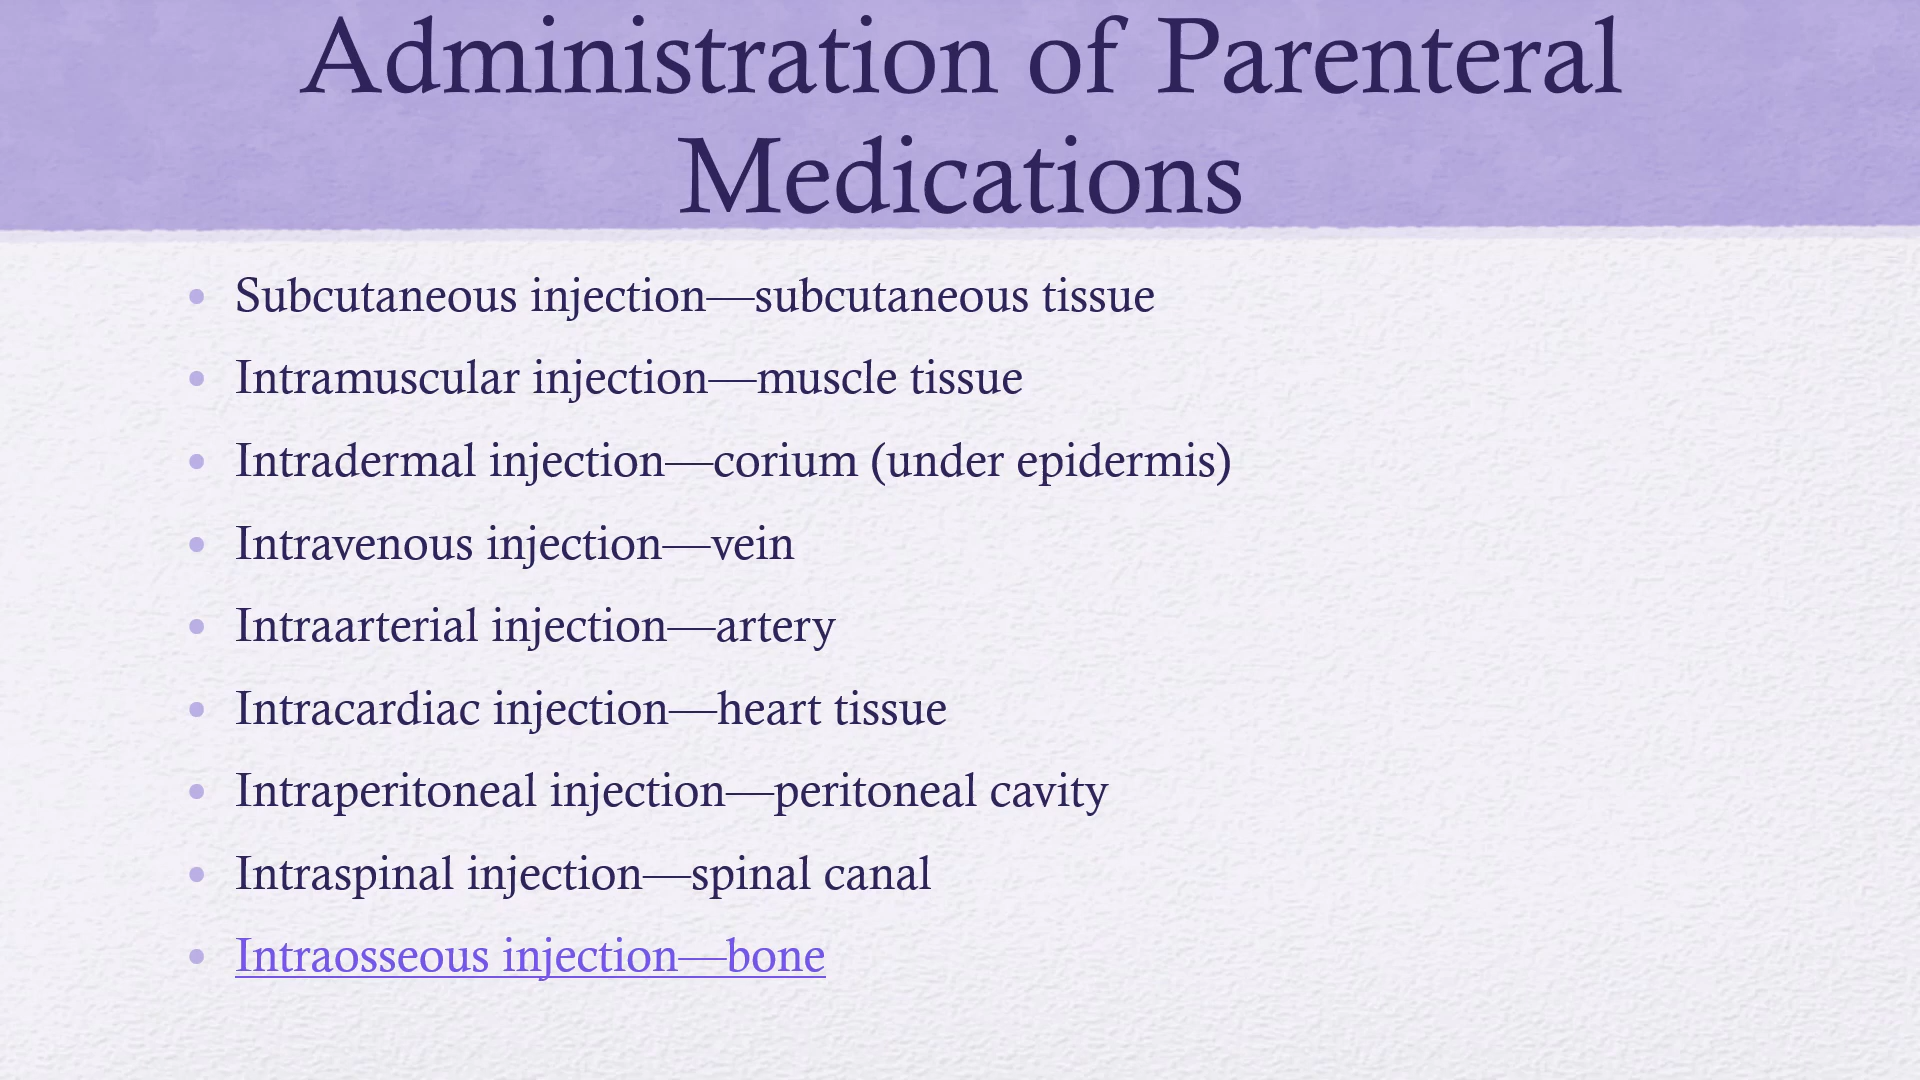 Administration of Parenteral
Medications
• Subcutaneous injection—subcutaneous tissue
• Intramuscular injection—muscle tissue
• Intradermal injection—corium (under epidermis)
• Intravenous injection—vein
• Intraarterial injection—artery
• Intracardiac injection—heart tissue
• Intraperitoneal injection—peritoneal cavity
• Intraspinal injection—spinal canal
• Intraosseous injection—bone